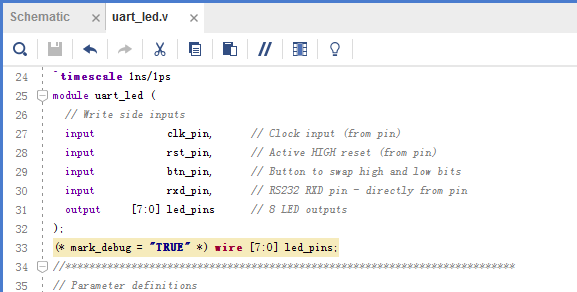 Schematic × uart_led.v ×
24 `timescale 1ns/1ps
25 module uart_led (
26 // Write side inputs
27 input clk_pin, // Clock input (from pin)
28 input rst_pin, // Active HIGH reset (from pin)
29 input btn_pin, // Button to swap high and low bits
30 input rxd_pin, // RS232 RXD pin - directly from pin
31 output [7:0] led_pins // 8 LED outputs
32 );
33 (* mark_debug = "TRUE" *) wire [7:0] led_pins;
34 //***************************************************************************
35 // Parameter definitions